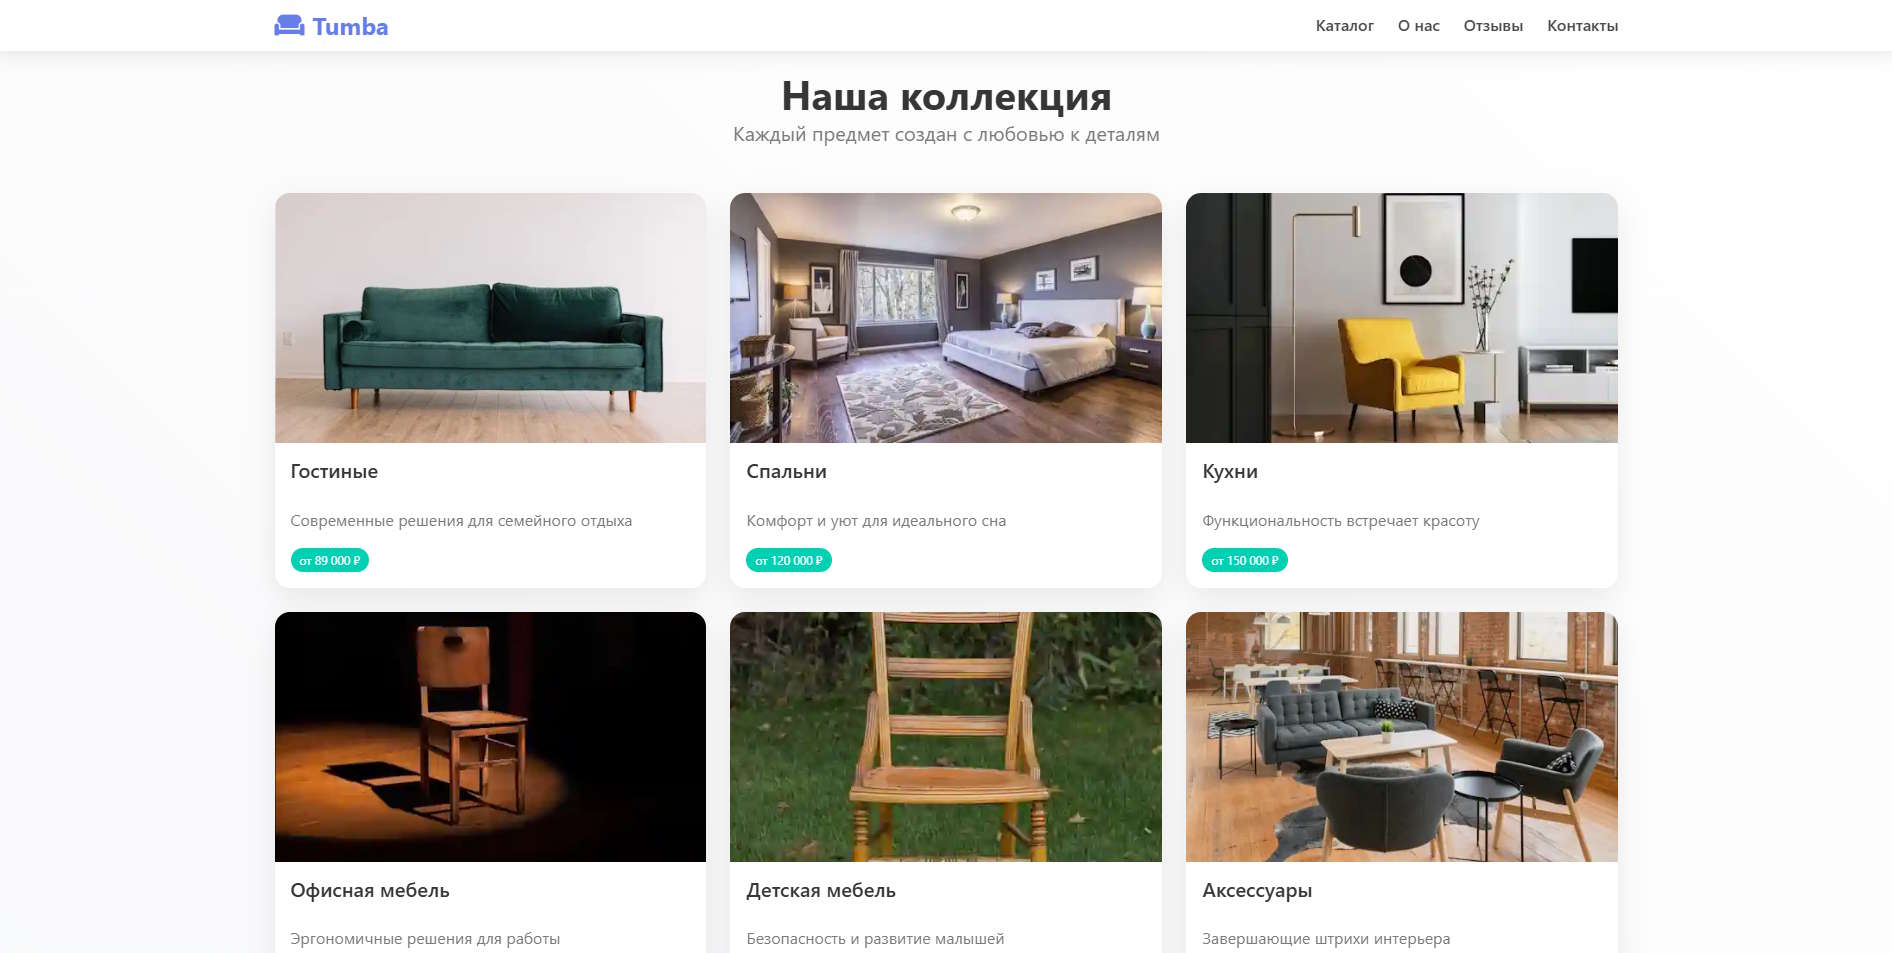 Tumba
Каталог О нас Отзывы Контакты
Наша коллекция
Каждый предмет создан с любовью к деталям
Гостиные
Современные решения для семейного отдыха
от 89 000 ₽
Спальни
Комфорт и уют для идеального сна
от 120 000 ₽
Кухни
Функциональность встречает красоту
от 150 000 ₽
Офисная мебель
Эргономичные решения для работы
Детская мебель
Безопасность и развитие малышей
Аксессуары
Завершающие штрихи интерьера